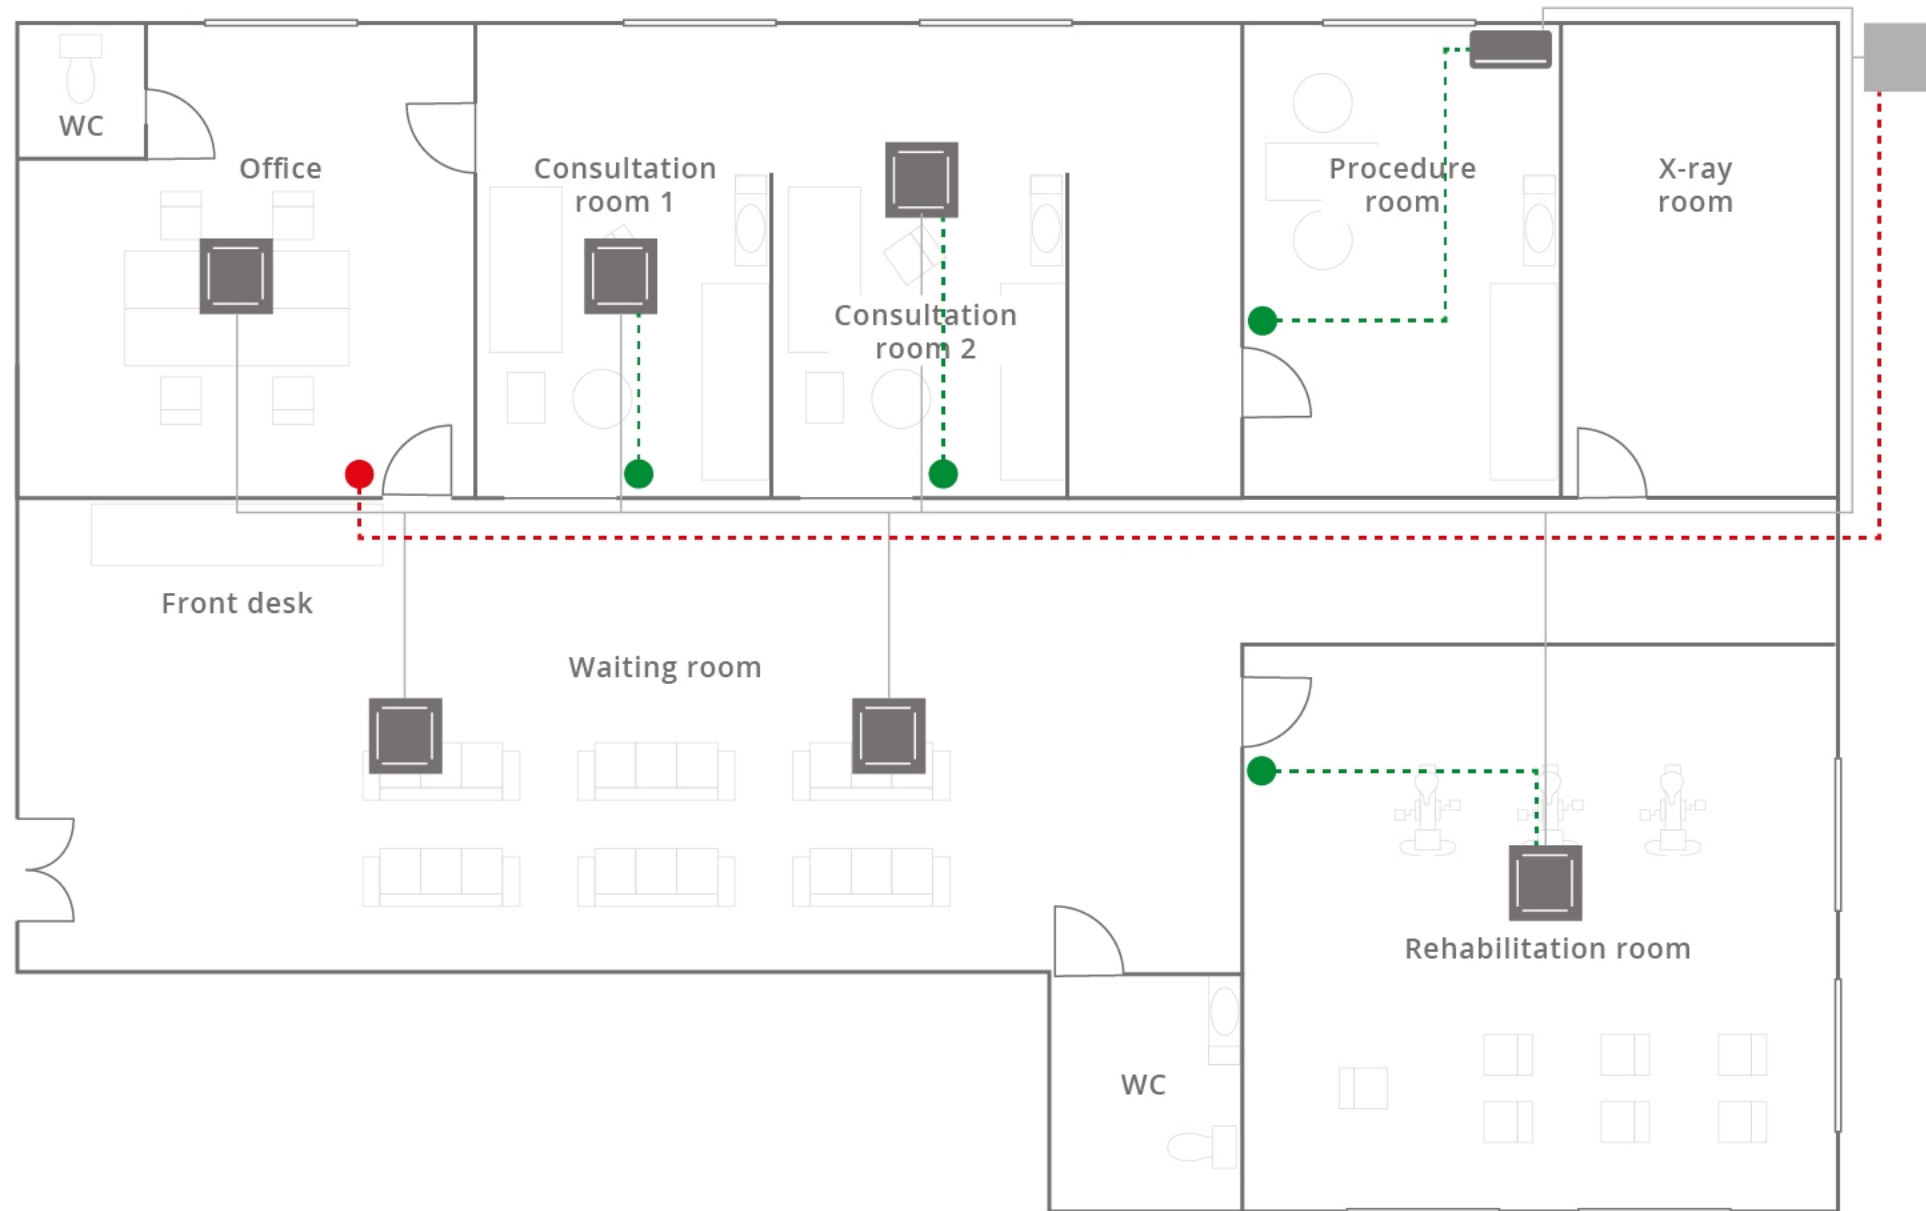 WC
Office
Consultation
room 1
Consultation
room 2
Procedure
room
X-ray
room
Front desk
Waiting room
Rehabilitation room
WC